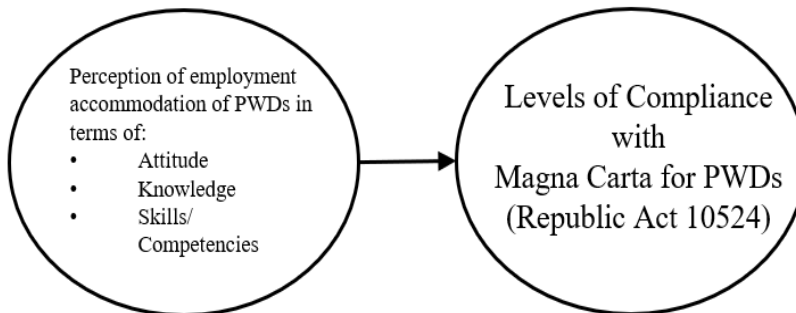 Perception of employment
accommodation of PWDs in
terms of:
• Attitude
• Knowledge
• Skills/
Competencies
Levels of Compliance
with
Magna Carta for PWDs
(Republic Act 10524)